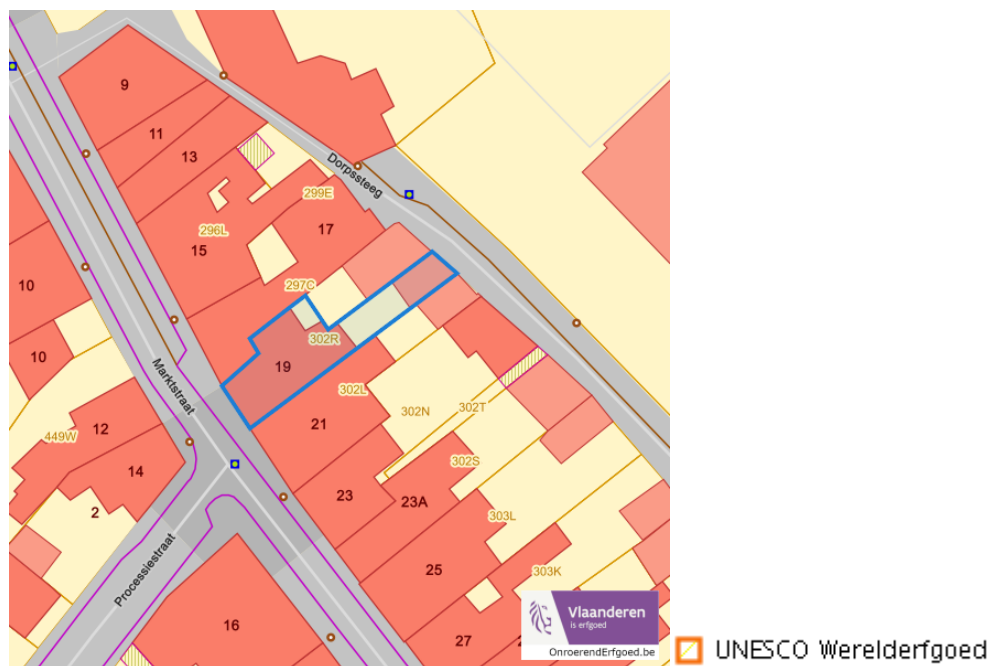 9
11
13
Dorpssteeg
299E
296L
17
15
10
297C
302R
10
19
Marktstraat
302L
302N
302T
449W
12
21
14
302S
2
23
23A
303L
Processiestraat
25
303K
16
27
Vlaanderen
is erfgoed
OnroerendErfgoed.be
UNESCO Werelderfgoed